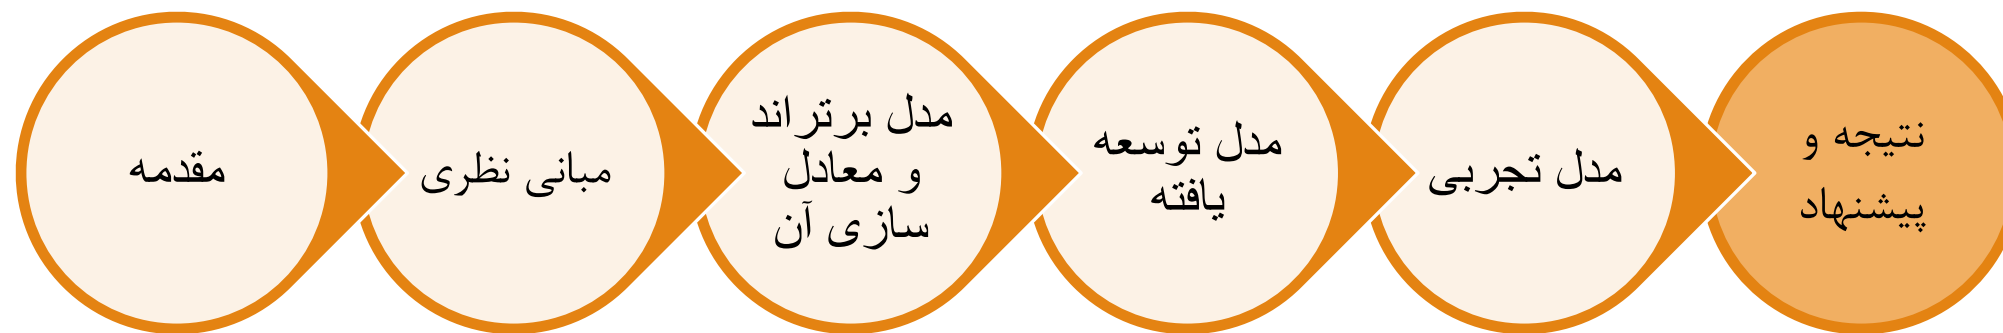 مقدمه
مبانی نظری
مدل برتراند
و معادل
سازی آن
مدل توسعه
یافته
مدل تجربی
نتیجه و
پیشنهاد